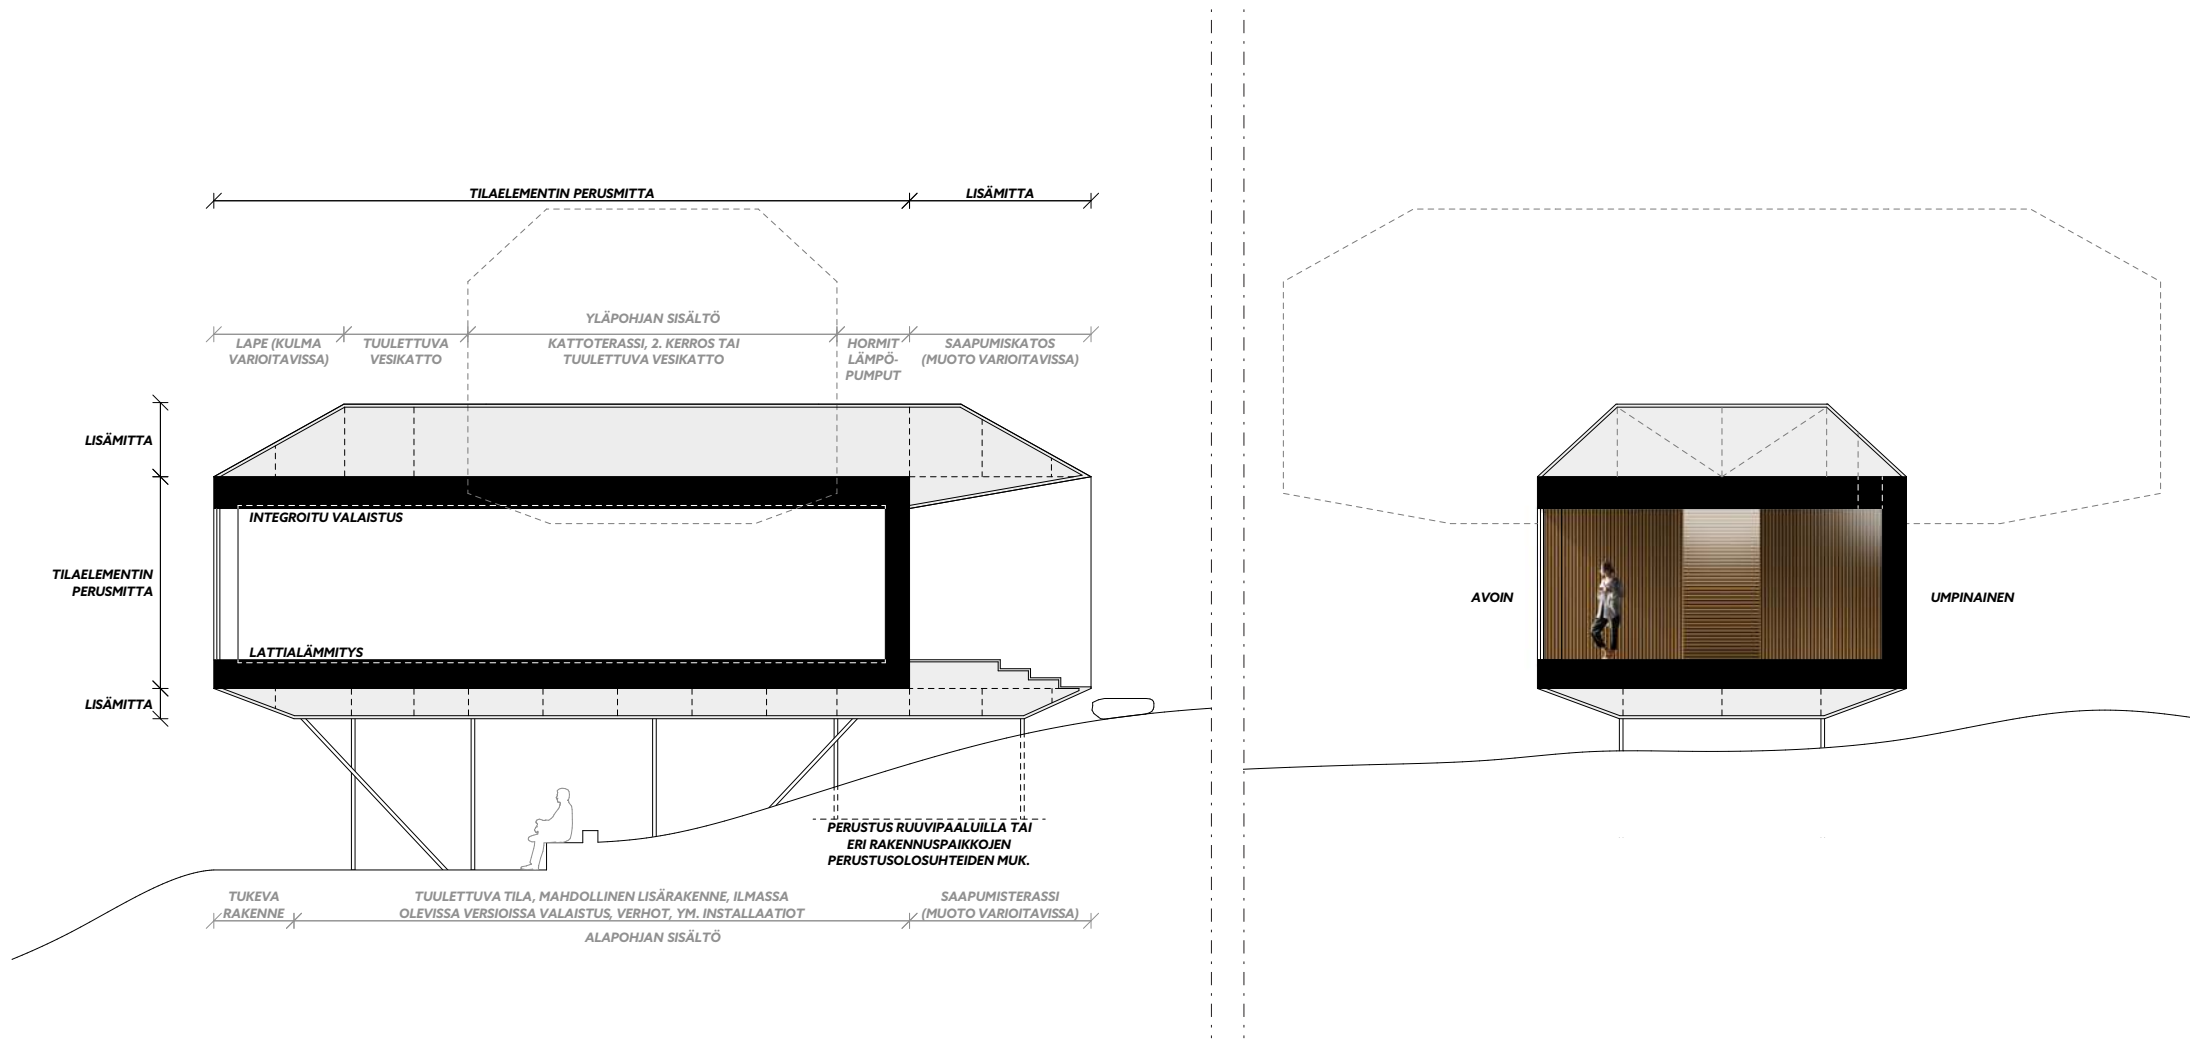 TILAELEMENTIN PERUSMITTA
LISÄMITTA
YLÄPOHJAN SISÄLTÖ
LAPE (KULMA
VARIOITAVISSA)
TUULETTUVA
VESIKATTO
KATTOTERASSI, 2. KERROS TAI
TUULETTUVA VESIKATTO
HORMIT
LÄMPÖ-
PUMPUT
SAAPUMISKATOS
(MUOTO VARIOITAVISSA)
LISÄMITTA
INTEGROITU VALAISTUS
TILAELEMENTIN
PERUSMITTA
LATTIALÄMMITYS
LISÄMITTA
AVOIN
UMPINAINEN
PERUSTUS RUUVIPAALUILLA TAI
ERI RAKENNUSPAIKKOJEN
PERUSTUSOLOSUHTEIDEN MUK.
TUKEVA
RAKENNE
TUULETTUVA TILA, MAHDOLLINEN LISÄRAKENNE, ILMASSA
OLEVISSA VERSIOISSA VALAISTUS, VERHOT, YM. INSTALLAATIOT
SAAPUMISTERASSI
(MUOTO VARIOITAVISSA)
ALAPOHJAN SISÄLTÖ